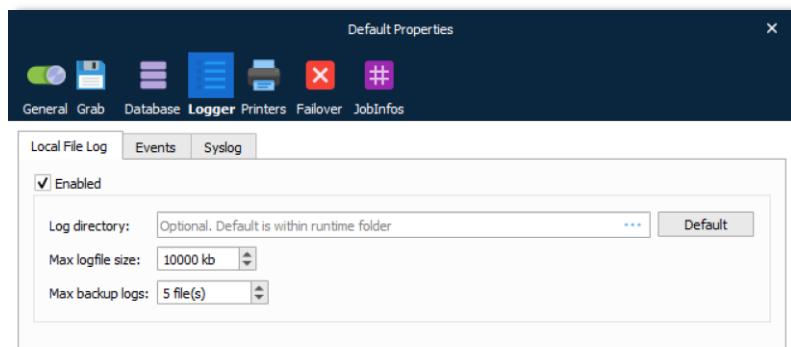 Default Properties
General Grab Database Logger Printers Failover JobInfos
Local File Log Events Syslog
Enabled
Log directory: Optional. Default is within runtime folder ... Default
Max logfile size: 10000 kb
Max backup logs: 5 file(s)